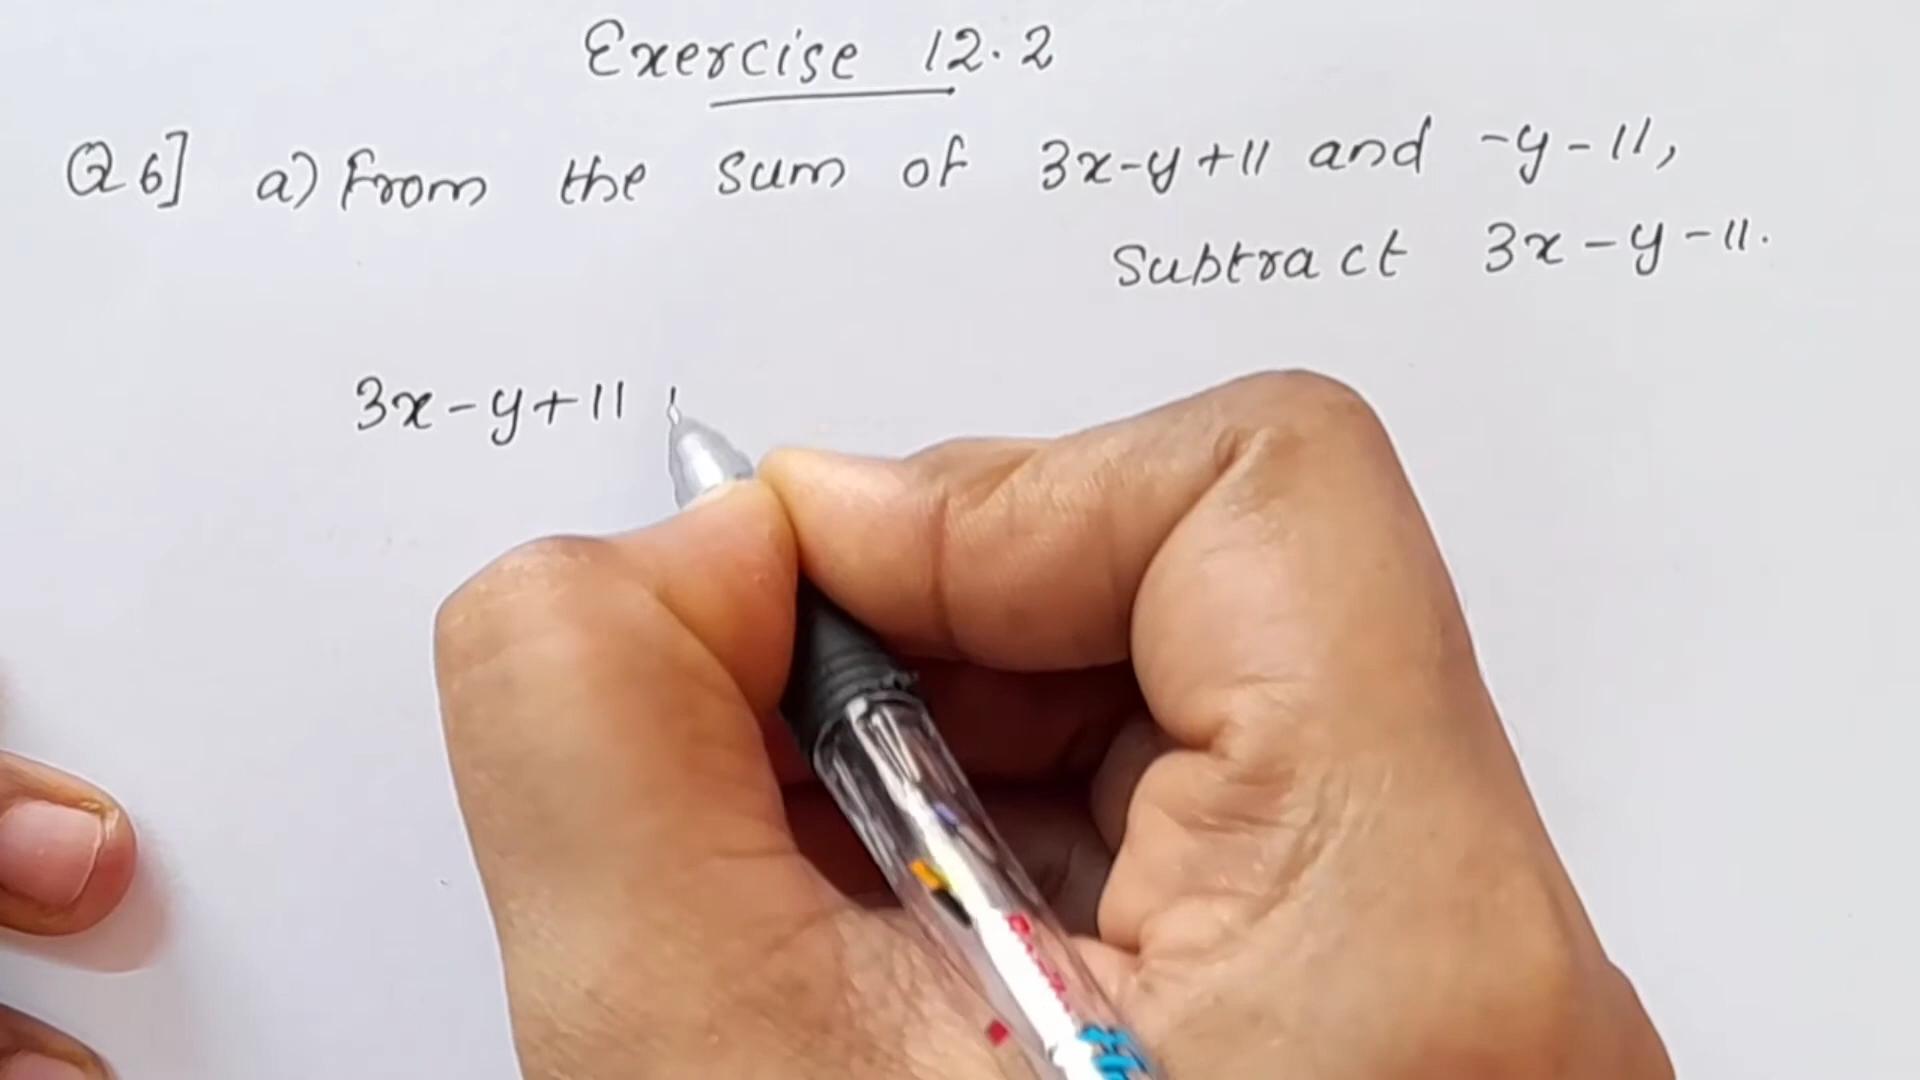 Exercise 12.2
Q6] a) From the sum of 3x-y+11 and -y-11,
Subtract 3x-y-11.
3x-y+11